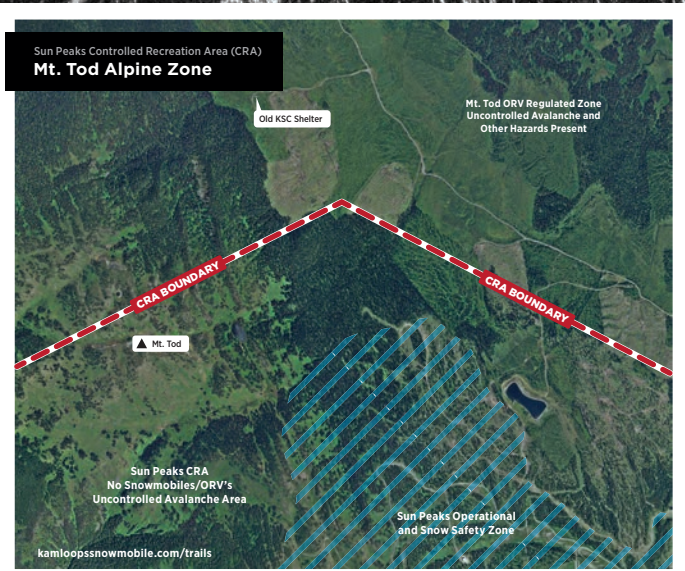 Sun Peaks Controlled Recreation Area (CRA)
Mt. Tod Alpine Zone
Mt. Tod ORV Regulated Zone
Uncontrolled Avalanche and
Other Hazards Present
Old KSC Shelter
CRA BOUNDARY
CRA BOUNDARY
Mt. Tod
Sun Peaks CRA
No Snowmobiles/ORV's
Uncontrolled Avalanche Area
Sun Peaks Operational
and Snow Safety Zone
kamloopssnowmobile.com/trails